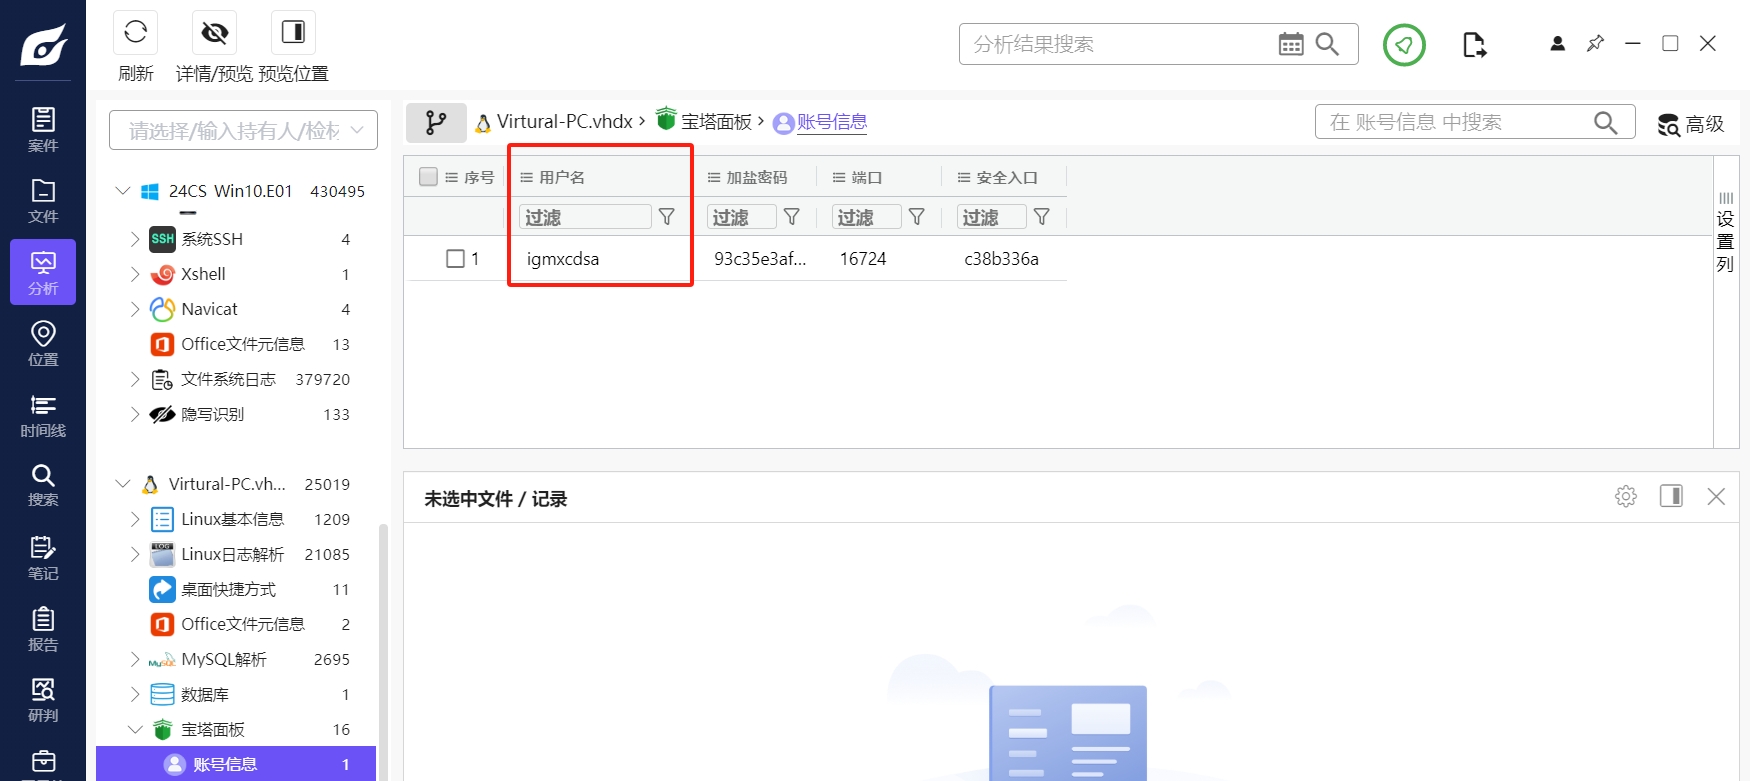 刷新
详情/预览
预览位置
分析结果搜索
案件
文件
分析
位置
时间线
搜索
笔记
报告
研判
请选择/输入持有人/检材
24CS_Win10.E01 430495
SSH 系统SSH 4
Xshell 1
Navicat 4
Office文件元信息 13
文件系统日志 379720
隐写识别 133
Virtural-PC.vh... 25019
Linux基本信息 1209
LOG Linux日志解析 21085
桌面快捷方式 11
Office文件元信息 2
MySQL MySQL解析 2695
数据库 1
宝塔面板 16
账号信息 1
Virtural-PC.vhdx › 宝塔面板 › 账号信息
在 账号信息 中搜索
高级
序号 用户名 加盐密码 端口 安全入口
过滤 过滤 过滤 过滤
1 igmxcdsa 93c35e3af... 16724 c38b336a
设置列
未选中文件 / 记录